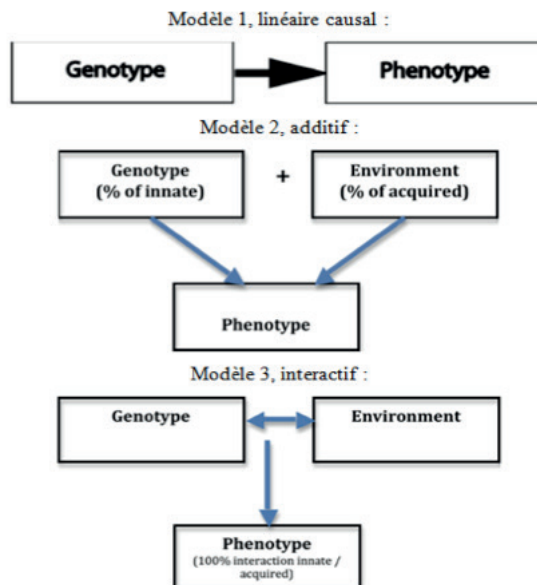 Modèle 1, linéaire causal :
Genotype
Phenotype
Modèle 2, additif :
Genotype
(% of innate)
+
Environment
(% of acquired)
Phenotype
Modèle 3, interactif :
Genotype
Environment
Phenotype
(100% interaction innate /
acquired)